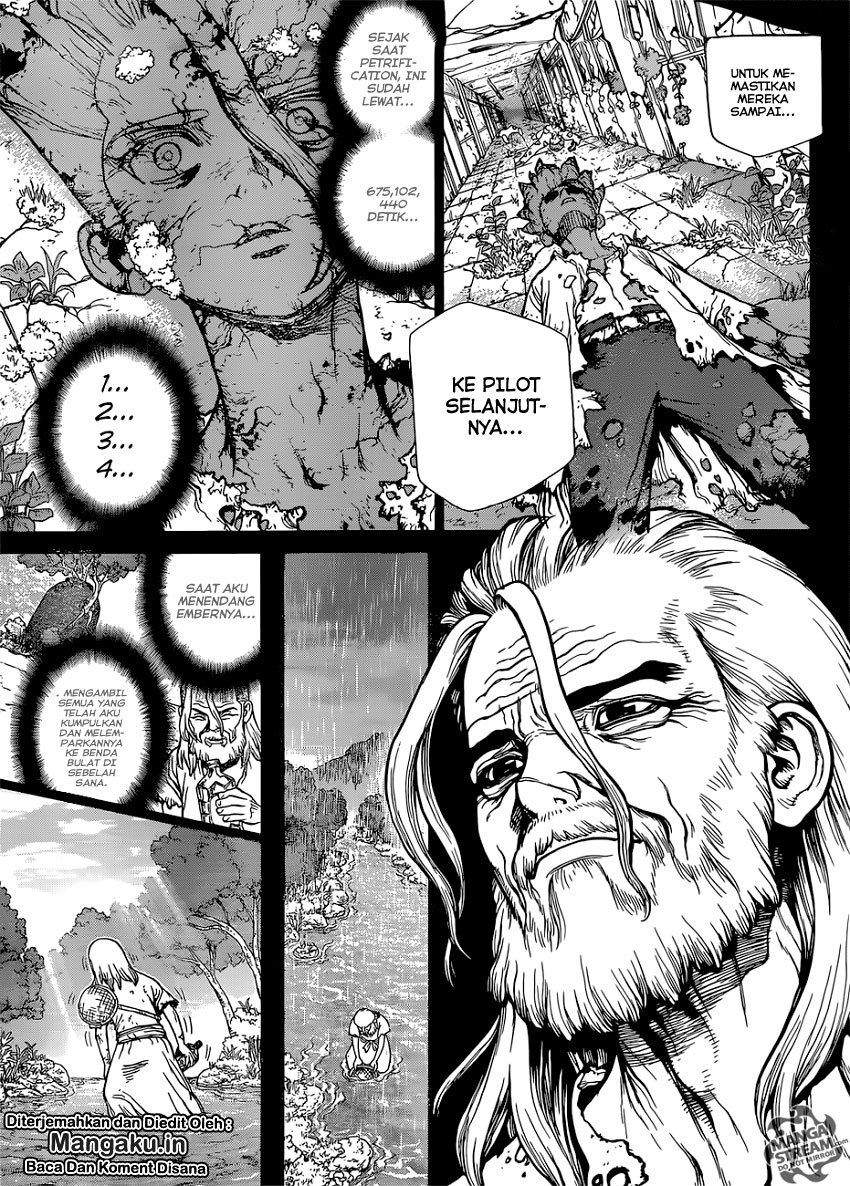 UNTUK ME-
MASTIKAN
MEREKA
SAMPAI...
KE PILOT
SELANJUT-
NYA...
SEJAK
SAAT
PETRIFI-
CATION, INI
SUDAH
LEWAT...
675,102,
440
DETIK...
1...
2...
3...
4...
SAAT AKU
MENENDANG
EMBERNYA...
. MENGAMBIL
SEMUA YANG
TELAH AKU
KUMPULKAN
DAN MELEM-
PARKANNYA
KE BENDA
BULAT DI
SEBELAH
SANA.
Diterjemahkan dan Diedit Oleh :
Mangaku.in
Baca Dan Koment Disana
MANGA
STREAM.COM
DO NOT MIRROR!